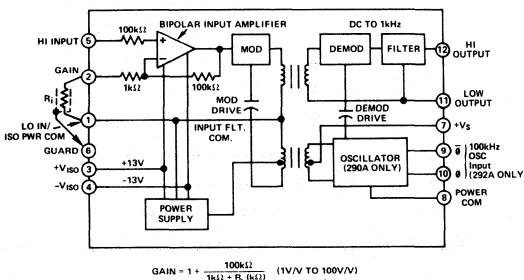 BIPOLAR INPUT AMPLIFIER
DC TO 1kHz
HI INPUT 5
100kΩ
+
−
MOD
DEMOD
FILTER
12 HI OUTPUT
GAIN 2
1kΩ
100kΩ
MOD DRIVE
DEMOD DRIVE
11 LOW OUTPUT
Ri
1
LO IN/ ISO PWR COM
INPUT FLT. COM.
7 +VS
6
GUARD
+VISO 3
+13V
−VISO 4
−13V
POWER SUPPLY
OSCILLATOR (290A ONLY)
9 Ø̅
10 Ø
100kHz OSC Input (292A ONLY
8 POWER COM
GAIN = 1 + 100kΩ / 1kΩ + Ri (kΩ) (1V/V TO 100V/V)